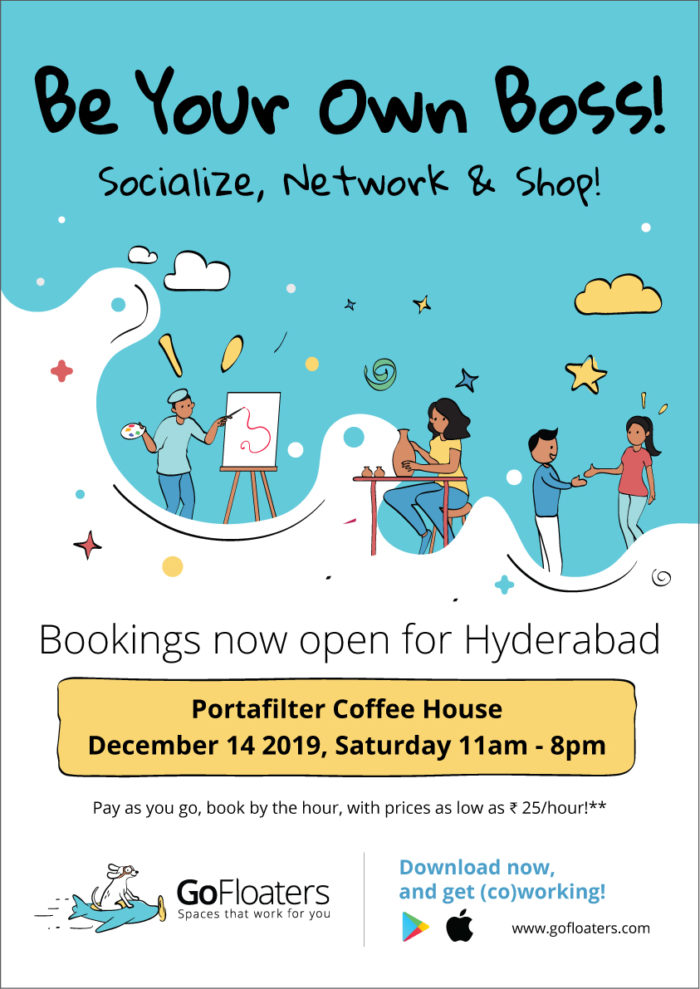 Be Your Own Boss!
Socialize, Network & Shop!
Bookings now open for Hyderabad
Portafilter Coffee House
December 14 2019, Saturday 11am - 8pm
Pay as you go, book by the hour, with prices as low as ₹ 25/hour!**
GoFloaters
Spaces that work for you
Download now,
and get (co)working!
www.gofloaters.com